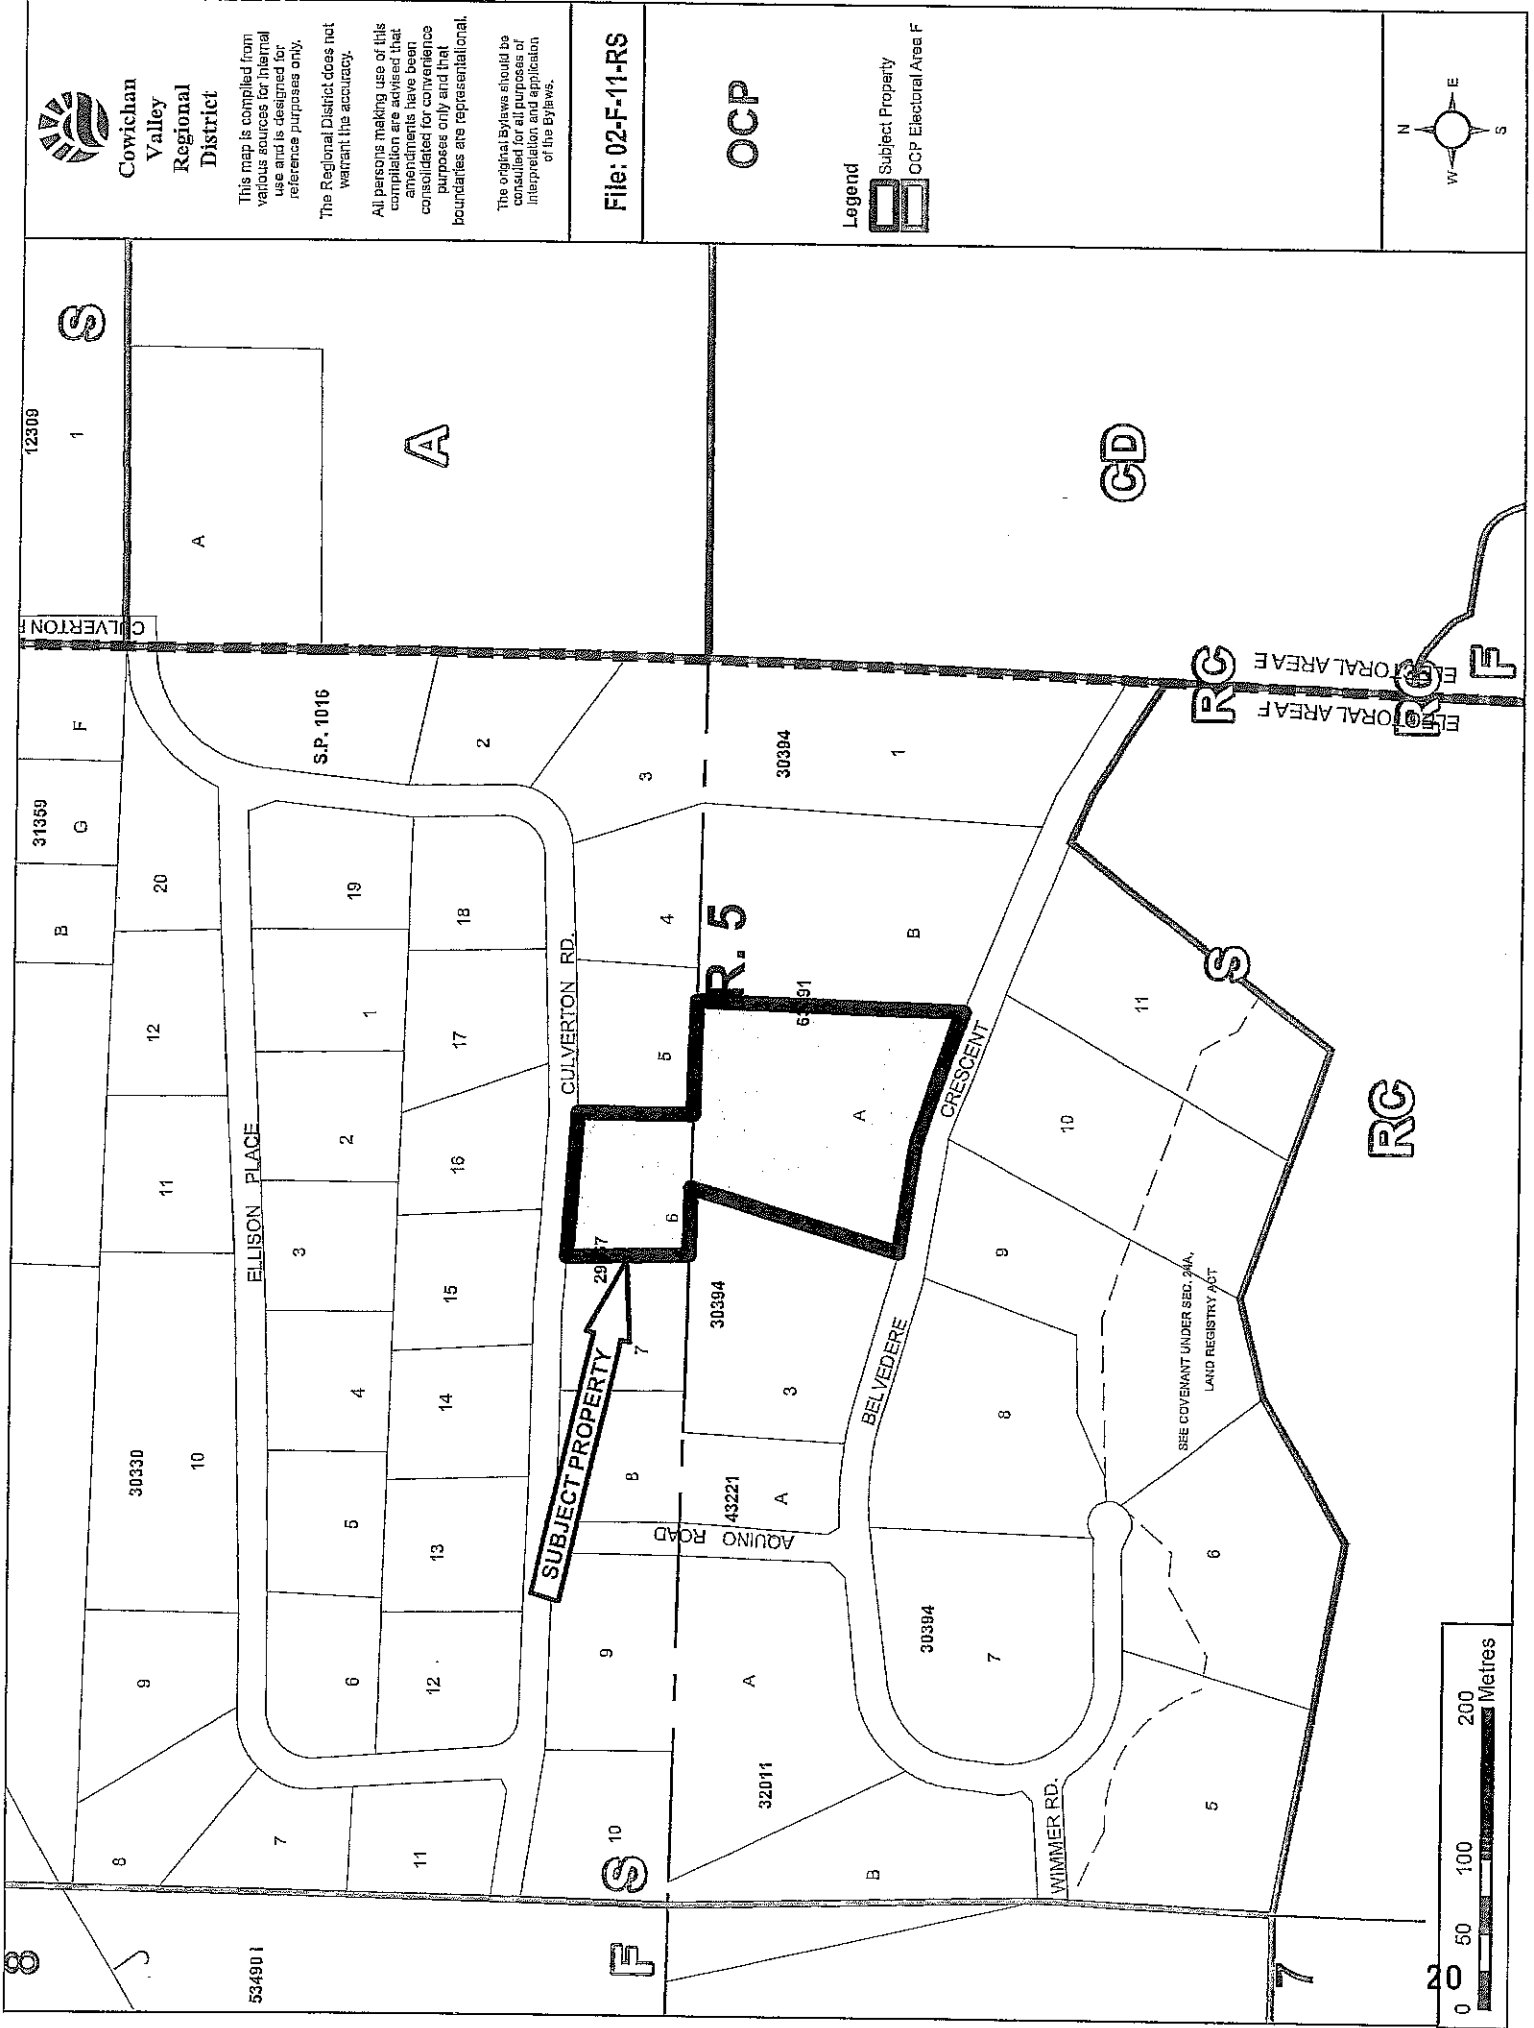 Cowichan
Valley
Regional
District
This map is compiled from
various sources for internal
use and is designed for
reference purposes only.
The Regional District does not
warrant the accuracy.
All persons making use of this
compilation are advised that
amendments have been
consolidated for convenience
purposes only and that
boundaries are representational.
The original Bylaws should be
consulted for all purposes of
interpretation and application
of the Bylaws.
File: 02-F-11-RS
OCP
Legend
Subject Property
OCP Electoral Area F
N
W E
S
12309
1
S
A
A
CULVERTON
CD
RC
ELECTORAL AREA E
ELECTORAL AREA F
RC
F
31359
B
G
F
20
12
11
30330
10
9
8
7
11
ELLISON PLACE
19
1
2
3
4
5
6
S.P. 1016
2
3
18
17
16
15
14
13
12
CULVERTON RD.
4
5
6
7
8
9
10
S
R. 5
30394
1
B
A
30394
3
43221
A
AQUINO ROAD
A
32011
B
SUBJECT PROPERTY
BELVEDERE
CRESCENT
11
10
9
8
30394
7
6
5
WIMMER RD.
S
RC
SEE COVENANT UNDER SEC. 24A,
LAND REGISTRY ACT
8
534901
F
7
20
0 50 100 200
Metres